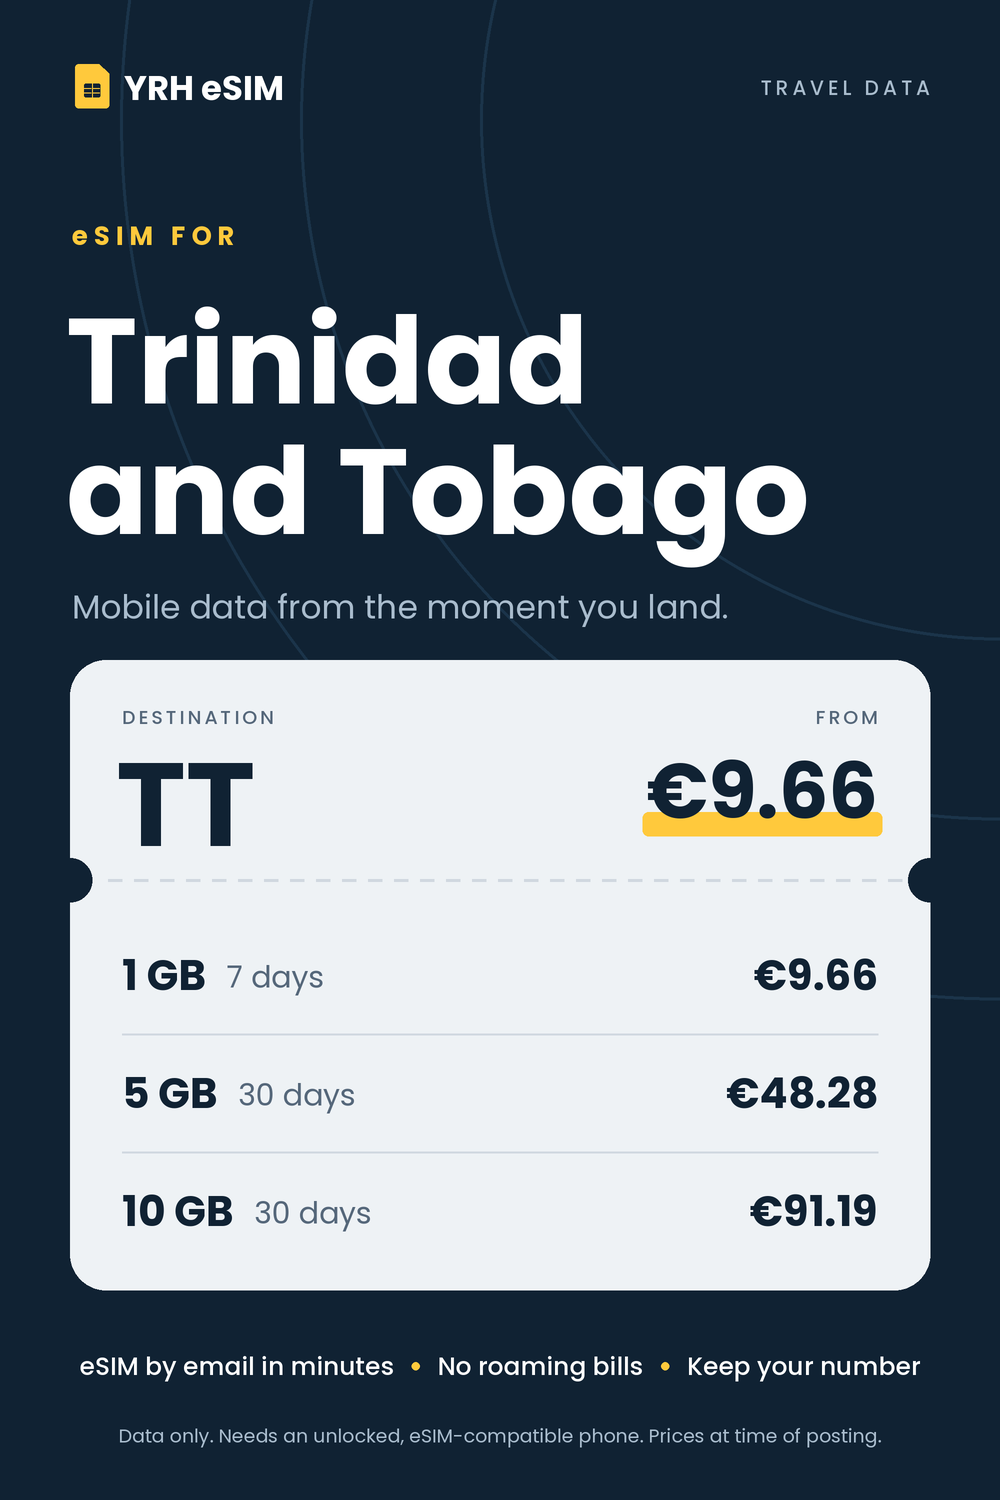 YRH eSIM
TRAVEL DATA
eSIM FOR
Trinidad
and Tobago
Mobile data from the moment you land.
DESTINATION
FROM
TT
€9.66
1 GB 7 days €9.66
5 GB 30 days €48.28
10 GB 30 days €91.19
eSIM by email in minutes • No roaming bills • Keep your number
Data only. Needs an unlocked, eSIM-compatible phone. Prices at time of posting.